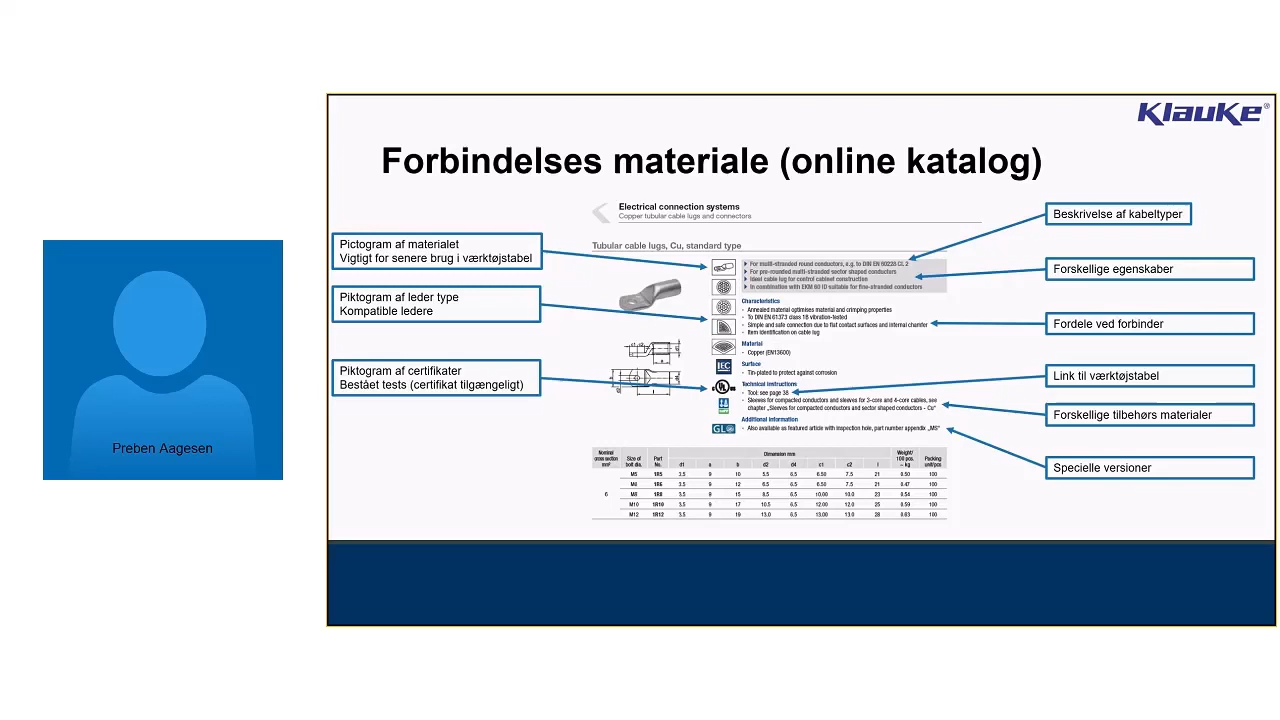 Klauke®
Forbindelses materiale (online katalog)
Electrical connection systems
Copper tubular cable lugs and connectors
Beskrivelse af kabeltyper
Pictogram af materialet
Vigtigt for senere brug i værktøjstabel
Tubular cable lugs, Cu, standard type
For multi-stranded round conductors, e.g. to DIN EN 60228 CL 2
For pre-rounded multi-stranded sector shaped conductors
Ideal cable lug for control cabinet construction
In combination with EKM 60 ID suitable for fine-stranded conductors
Forskellige egenskaber
Piktogram af leder type
Kompatible ledere
Characteristics
- Annealed material optimises material and crimping properties
- To DIN EN 61373 class 1B vibration-tested
- Simple and safe connection due to flat contact surfaces and internal chamfer
- Item identification on cable lug
Fordele ved forbinder
Material
- Copper (EN13600)
Piktogram af certifikater
Bestået tests (certifikat tilgængeligt)
Surface
- Tin-plated to protect against corrosion
IEC
Technical instructions
- Tool: see page 38
- Sleeves for compacted conductors and sleeves for 3-core and 4-core cables, see
chapter „Sleeves for compacted conductors and sector shaped conductors - Cu"
UL
Link til værktøjstabel
Forskellige tilbehørs materialer
Additional information
- Also available as featured article with inspection hole, part number appendix „MS"
GL
Specielle versioner
Preben Aagesen
Nominal cross section mm² Size of bolt dia. Part No. Dimension mm Weight/ 100 pcs. ~ kg Packing unit/pcs
d1 a b d2 d4 c1 c2 l
M5 1R5 3.5 9 10 5.5 6.5 6.50 7.5 21 0.50 100
M6 1R6 3.5 9 12 6.5 6.5 6.50 7.5 21 0.47 100
6 M8 1R8 3.5 9 15 8.5 6.5 10.00 10.0 23 0.54 100
M10 1R10 3.5 9 17 10.5 6.5 12.00 12.0 25 0.59 100
M12 1R12 3.5 9 19 13.0 6.5 13.00 13.0 28 0.63 100